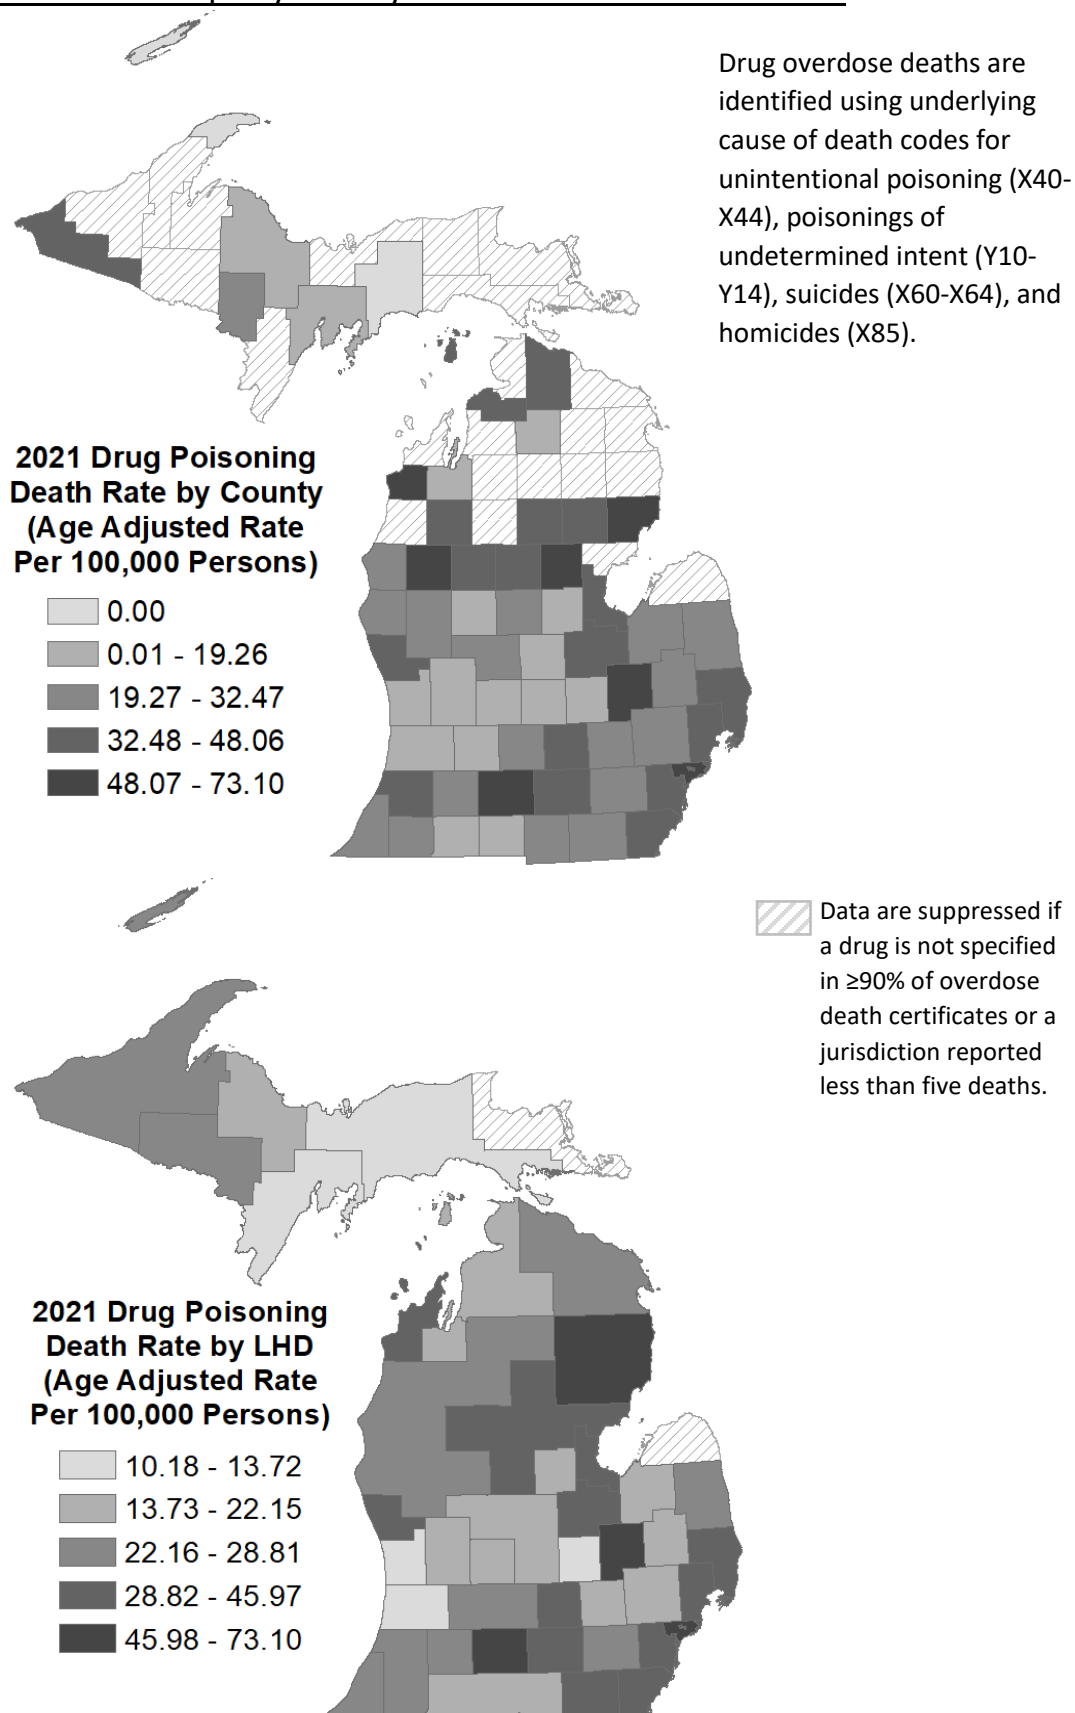 Drug overdose deaths are
identified using underlying
cause of death codes for
unintentional poisoning (X40-
X44), poisonings of
undetermined intent (Y10-
Y14), suicides (X60-X64), and
homicides (X85).
2021 Drug Poisoning
Death Rate by County
(Age Adjusted Rate
Per 100,000 Persons)
0.00
0.01 - 19.26
19.27 - 32.47
32.48 - 48.06
48.07 - 73.10
Data are suppressed if
a drug is not specified
in ≥90% of overdose
death certificates or a
jurisdiction reported
less than five deaths.
2021 Drug Poisoning
Death Rate by LHD
(Age Adjusted Rate
Per 100,000 Persons)
10.18 - 13.72
13.73 - 22.15
22.16 - 28.81
28.82 - 45.97
45.98 - 73.10